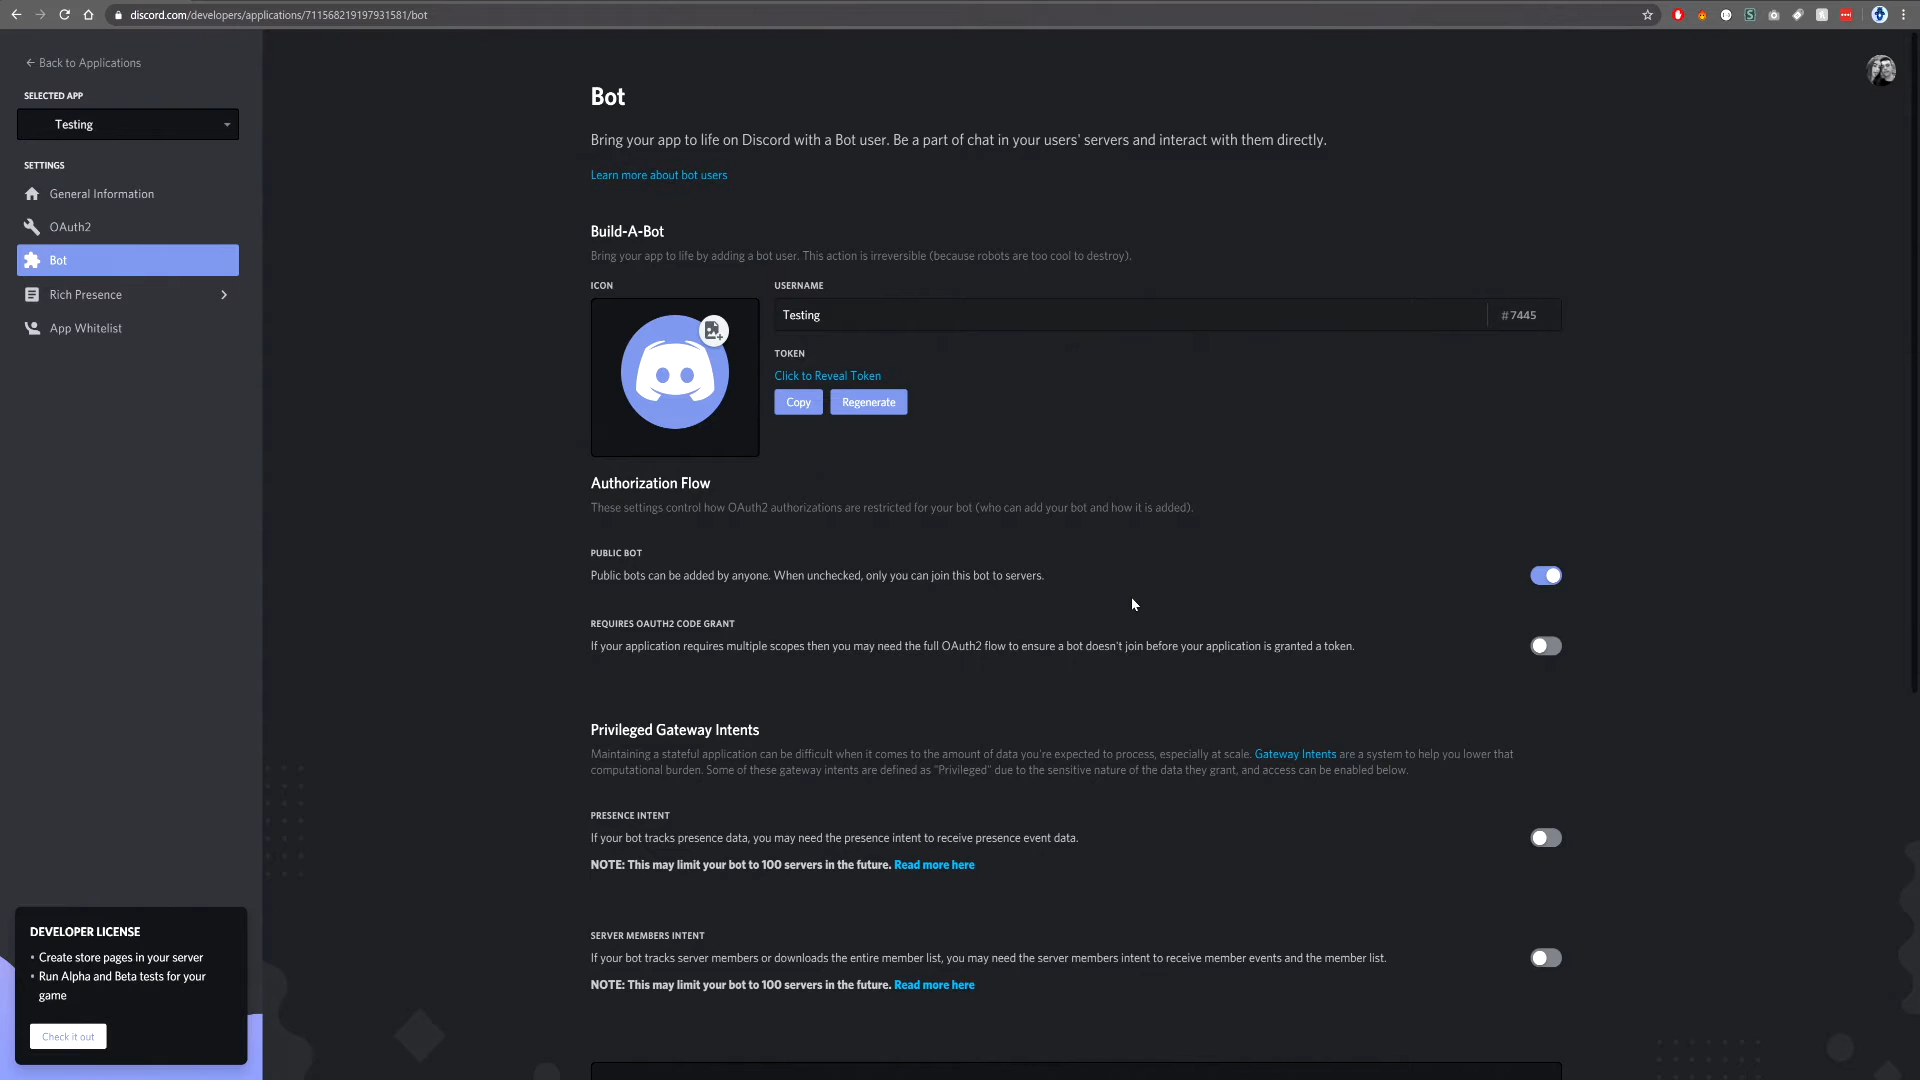 discord.com/developers/applications/711568219197931581/bot
← Back to Applications
SELECTED APP
Testing
SETTINGS
General Information
OAuth2
Bot
Rich Presence
App Whitelist
DEVELOPER LICENSE
• Create store pages in your server
• Run Alpha and Beta tests for your
game
Check it out
Bot
Bring your app to life on Discord with a Bot user. Be a part of chat in your users' servers and interact with them directly.
Learn more about bot users
Build-A-Bot
Bring your app to life by adding a bot user. This action is irreversible (because robots are too cool to destroy).
ICON
USERNAME
Testing
#7445
TOKEN
Click to Reveal Token
Copy
Regenerate
Authorization Flow
These settings control how OAuth2 authorizations are restricted for your bot (who can add your bot and how it is added).
PUBLIC BOT
Public bots can be added by anyone. When unchecked, only you can join this bot to servers.
REQUIRES OAUTH2 CODE GRANT
If your application requires multiple scopes then you may need the full OAuth2 flow to ensure a bot doesn't join before your application is granted a token.
Privileged Gateway Intents
Maintaining a stateful application can be difficult when it comes to the amount of data you're expected to process, especially at scale. Gateway Intents are a system to help you lower that
computational burden. Some of these gateway intents are defined as "Privileged" due to the sensitive nature of the data they grant, and access can be enabled below.
PRESENCE INTENT
If your bot tracks presence data, you may need the presence intent to receive presence event data.
NOTE: This may limit your bot to 100 servers in the future. Read more here
SERVER MEMBERS INTENT
If your bot tracks server members or downloads the entire member list, you may need the server members intent to receive member events and the member list.
NOTE: This may limit your bot to 100 servers in the future. Read more here